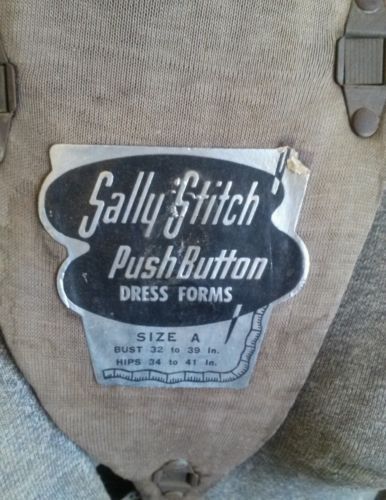 Sally Stitch
Push Button
DRESS FORMS
SIZE A
BUST 32 to 39 In.
HIPS 34 to 41 In.